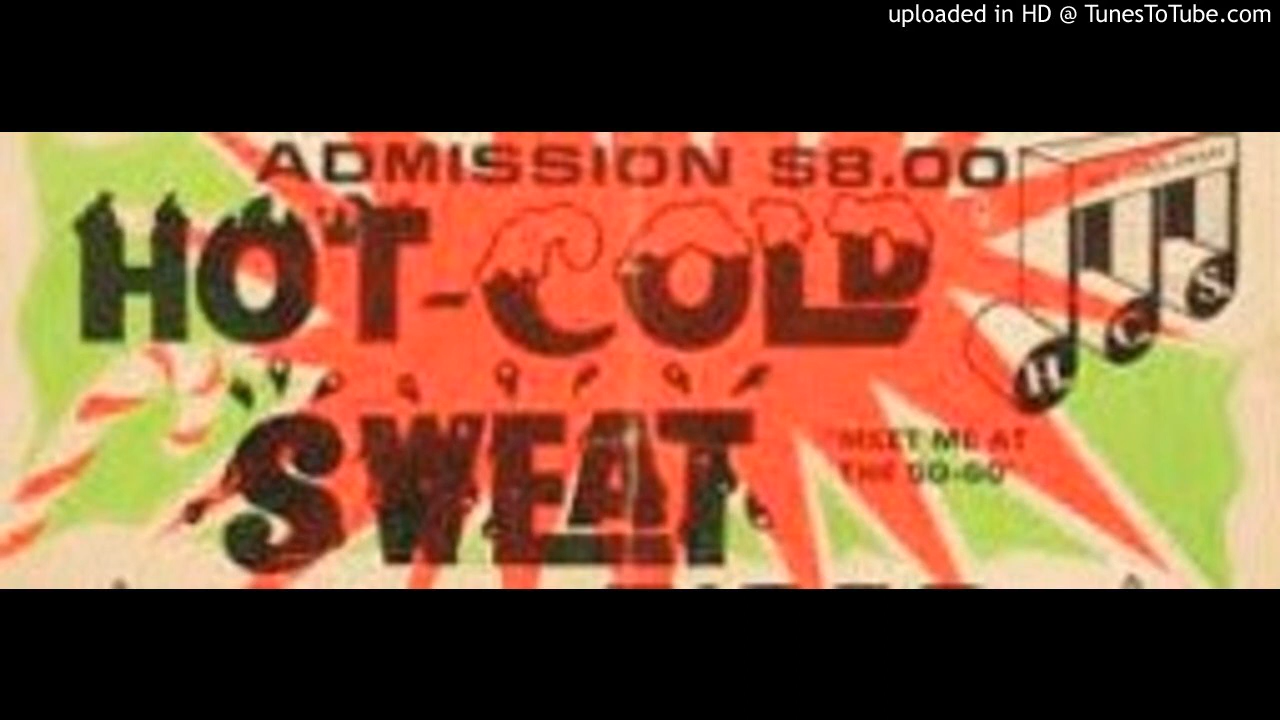 uploaded in HD @ TunesToTube.com
ADMISSION $8.00
HOT-COLD
SWEAT
"MEET ME AT
THE GO-GO"
H C S